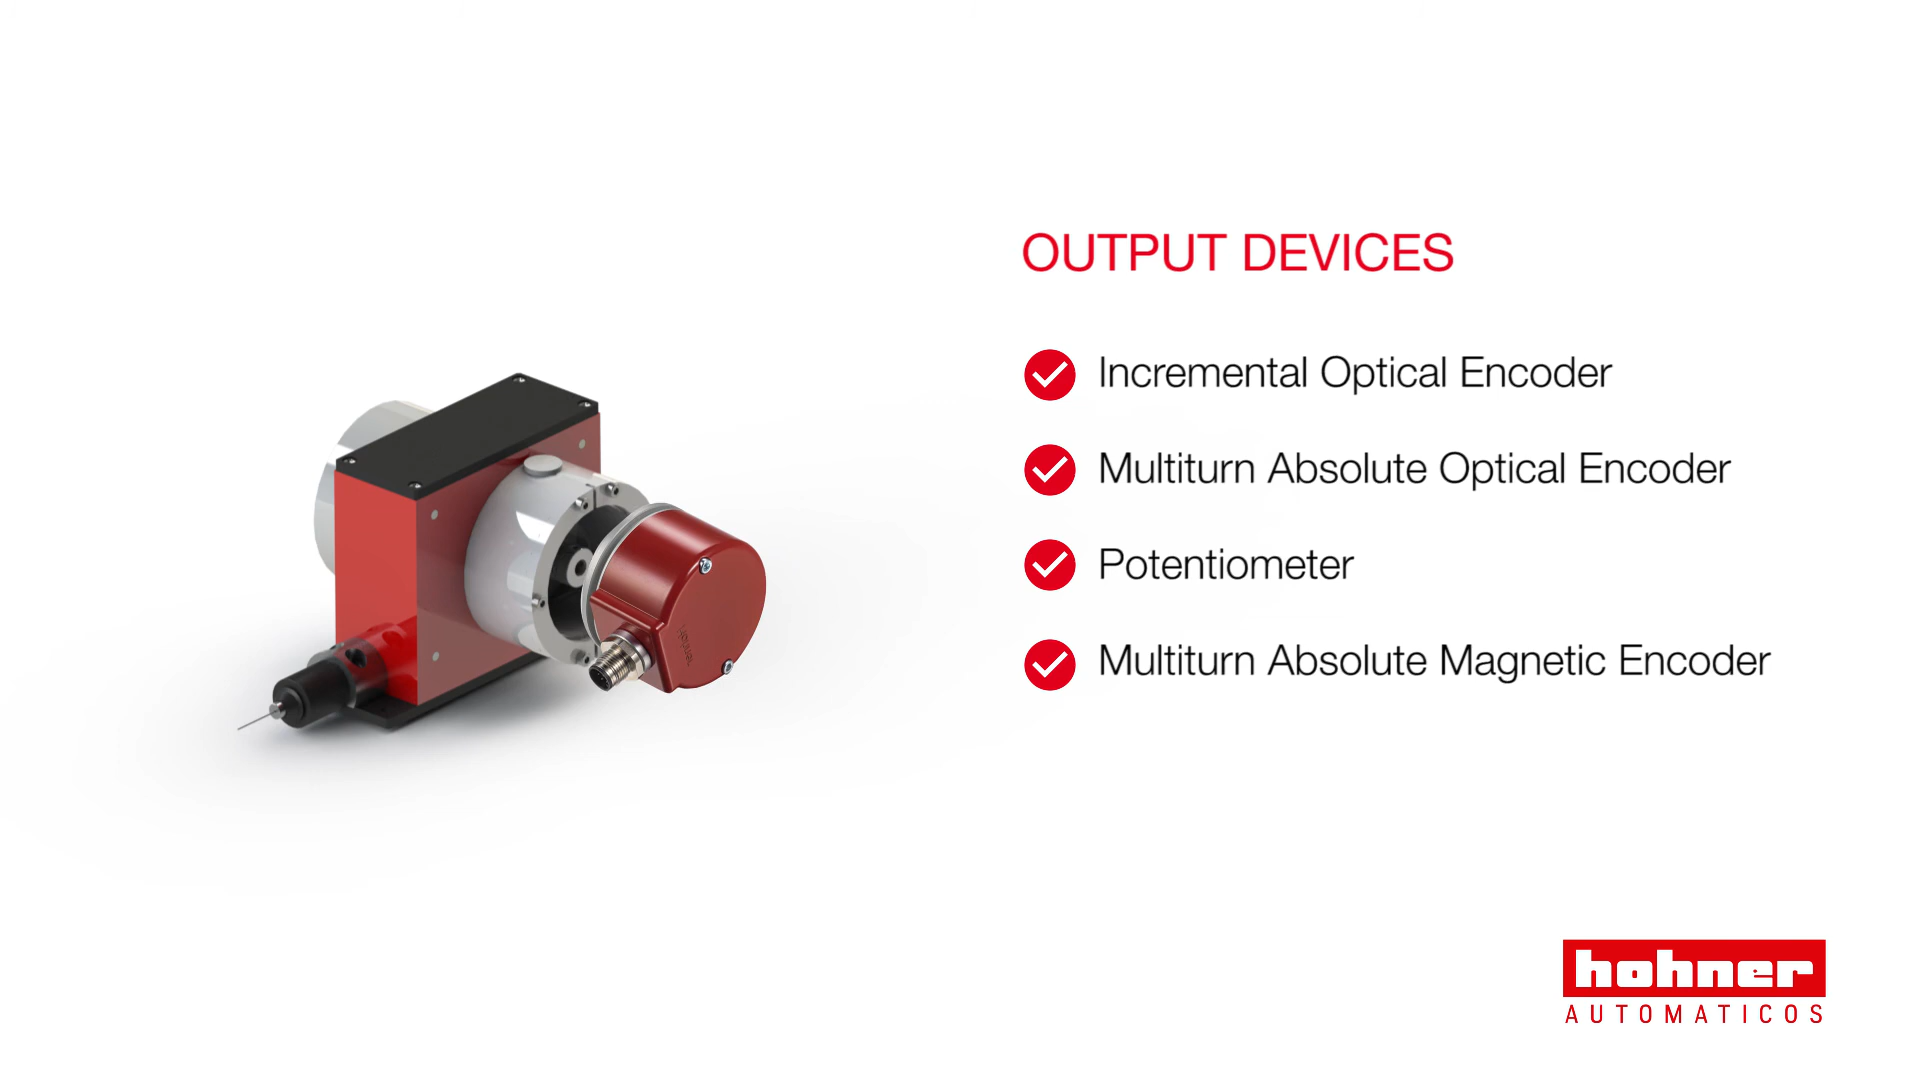 OUTPUT DEVICES
Incremental Optical Encoder
Multiturn Absolute Optical Encoder
Potentiometer
Multiturn Absolute Magnetic Encoder
hohner
AUTOMATICOS